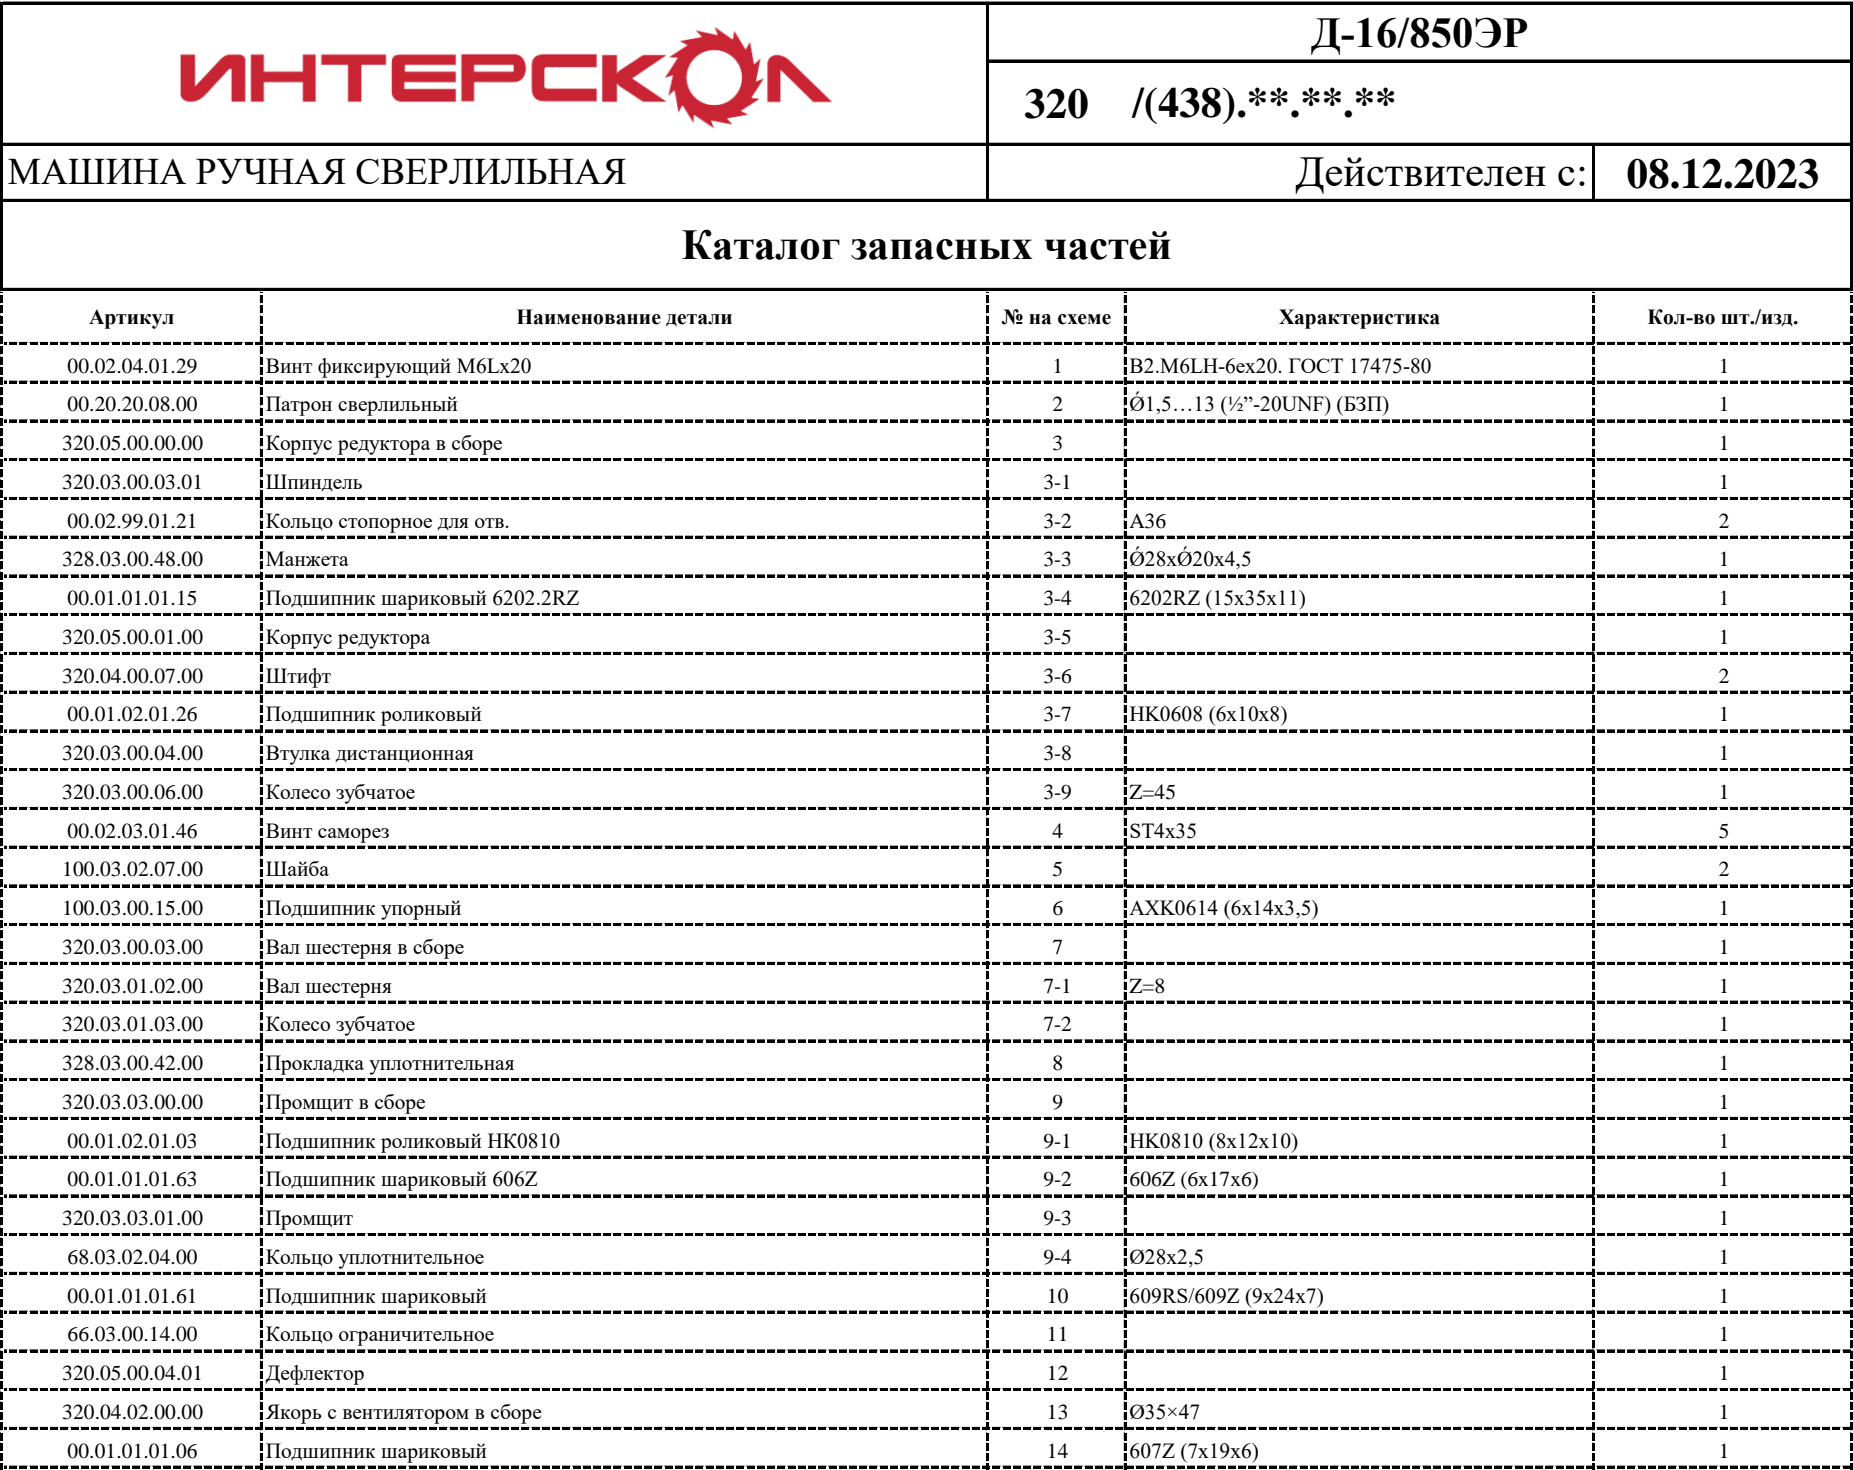 ИНТЕРСКОЛ
Д-16/850ЭР
320 /(438).**.**.**
МАШИНА РУЧНАЯ СВЕРЛИЛЬНАЯ Действителен с: 08.12.2023
Каталог запасных частей
Артикул Наименование детали № на схеме Характеристика Кол-во шт./изд.
00.02.04.01.29 Винт фиксирующий M6Lx20 1 B2.M6LH-6ex20. ГОСТ 17475-80 1
00.20.20.08.00 Патрон сверлильный 2 Ǿ1,5…13 (½”-20UNF) (БЗП) 1
320.05.00.00.00 Корпус редуктора в сборе 3 1
320.03.00.03.01 Шпиндель 3-1 1
00.02.99.01.21 Кольцо стопорное для отв. 3-2 А36 2
328.03.00.48.00 Манжета 3-3 Ǿ28xǾ20x4,5 1
00.01.01.01.15 Подшипник шариковый 6202.2RZ 3-4 6202RZ (15x35x11) 1
320.05.00.01.00 Корпус редуктора 3-5 1
320.04.00.07.00 Штифт 3-6 2
00.01.02.01.26 Подшипник роликовый 3-7 HK0608 (6x10x8) 1
320.03.00.04.00 Втулка дистанционная 3-8 1
320.03.00.06.00 Колесо зубчатое 3-9 Z=45 1
00.02.03.01.46 Винт саморез 4 ST4x35 5
100.03.02.07.00 Шайба 5 2
100.03.00.15.00 Подшипник упорный 6 AXK0614 (6x14x3,5) 1
320.03.00.03.00 Вал шестерня в сборе 7 1
320.03.01.02.00 Вал шестерня 7-1 Z=8 1
320.03.01.03.00 Колесо зубчатое 7-2 1
328.03.00.42.00 Прокладка уплотнительная 8 1
320.03.03.00.00 Промщит в сборе 9 1
00.01.02.01.03 Подшипник роликовый HK0810 9-1 HK0810 (8x12x10) 1
00.01.01.01.63 Подшипник шариковый 606Z 9-2 606Z (6x17x6) 1
320.03.03.01.00 Промщит 9-3 1
68.03.02.04.00 Кольцо уплотнительное 9-4 Ø28x2,5 1
00.01.01.01.61 Подшипник шариковый 10 609RS/609Z (9x24x7) 1
66.03.00.14.00 Кольцо ограничительное 11 1
320.05.00.04.01 Дефлектор 12 1
320.04.02.00.00 Якорь с вентилятором в сборе 13 Ø35×47 1
00.01.01.01.06 Подшипник шариковый 14 607Z (7x19x6) 1